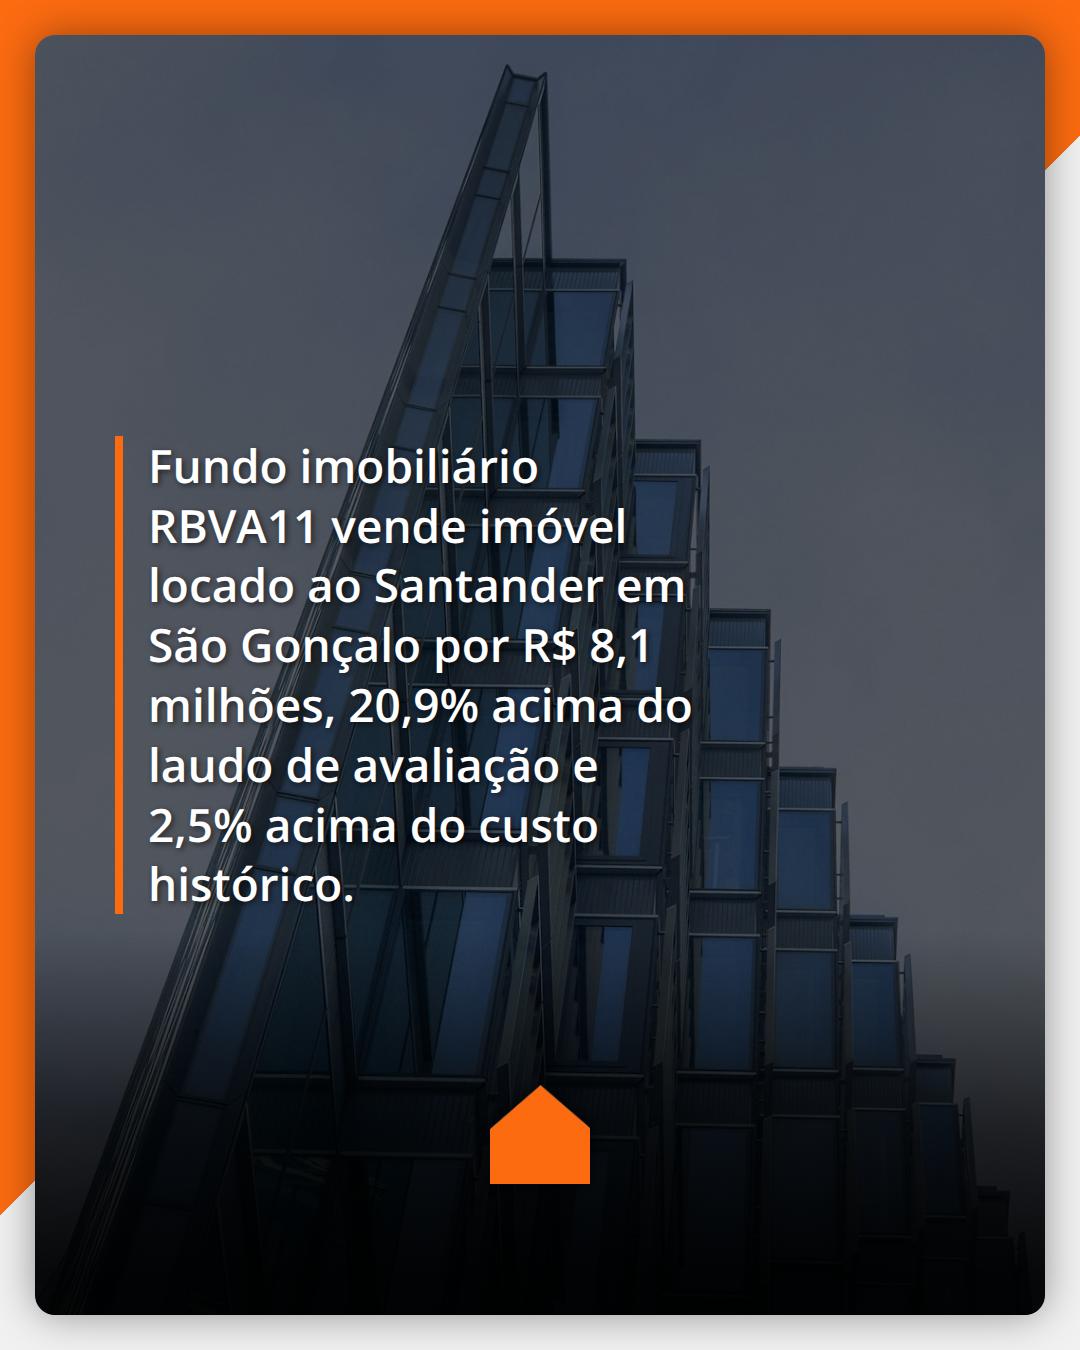 Fundo imobiliário
RBVA11 vende imóvel
locado ao Santander em
São Gonçalo por R$ 8,1
milhões, 20,9% acima do
laudo de avaliação e
2,5% acima do custo
histórico.